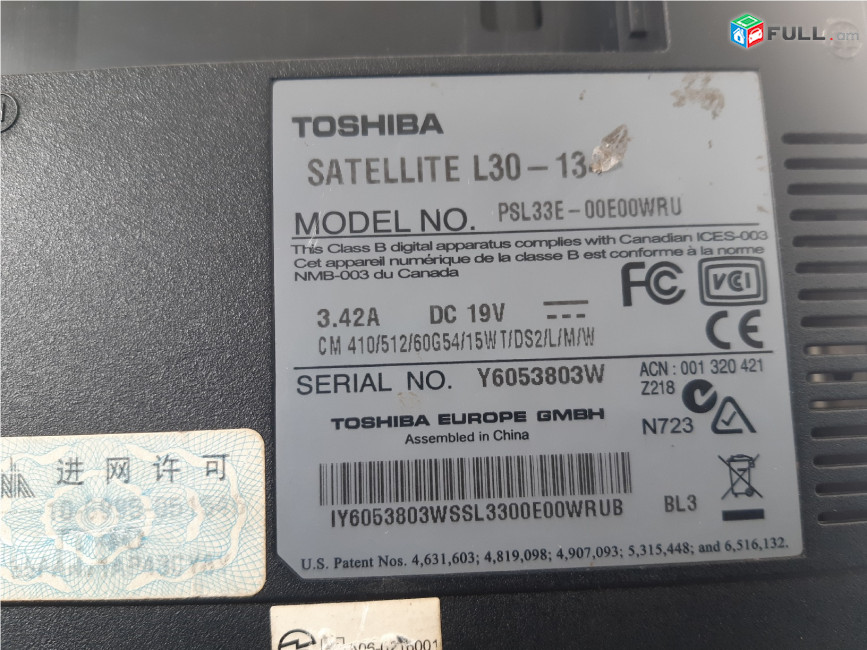 FULL.am
TOSHIBA
SATELLITE L30-13
MODEL NO. PSL33E-00E00WRU
This Class B digital apparatus complies with Canadian ICES-003
Cet appareil numérique de la classe B est conforme à la norme
NMB-003 du Canada
FC
VCI
3.42A DC 19V
CE
CM 410/512/60G54/15WT/DS2/L/M/W
SERIAL NO. Y6053803W
ACN : 001 320 421
Z218
N723
TOSHIBA EUROPE GMBH
Assembled in China
IY6053803WSSL3300E00WRUB
BL3
U.S. Patent Nos. 4,631,603; 4,819,098; 4,907,093; 5,315,448; and 6,516,132.
进网许可